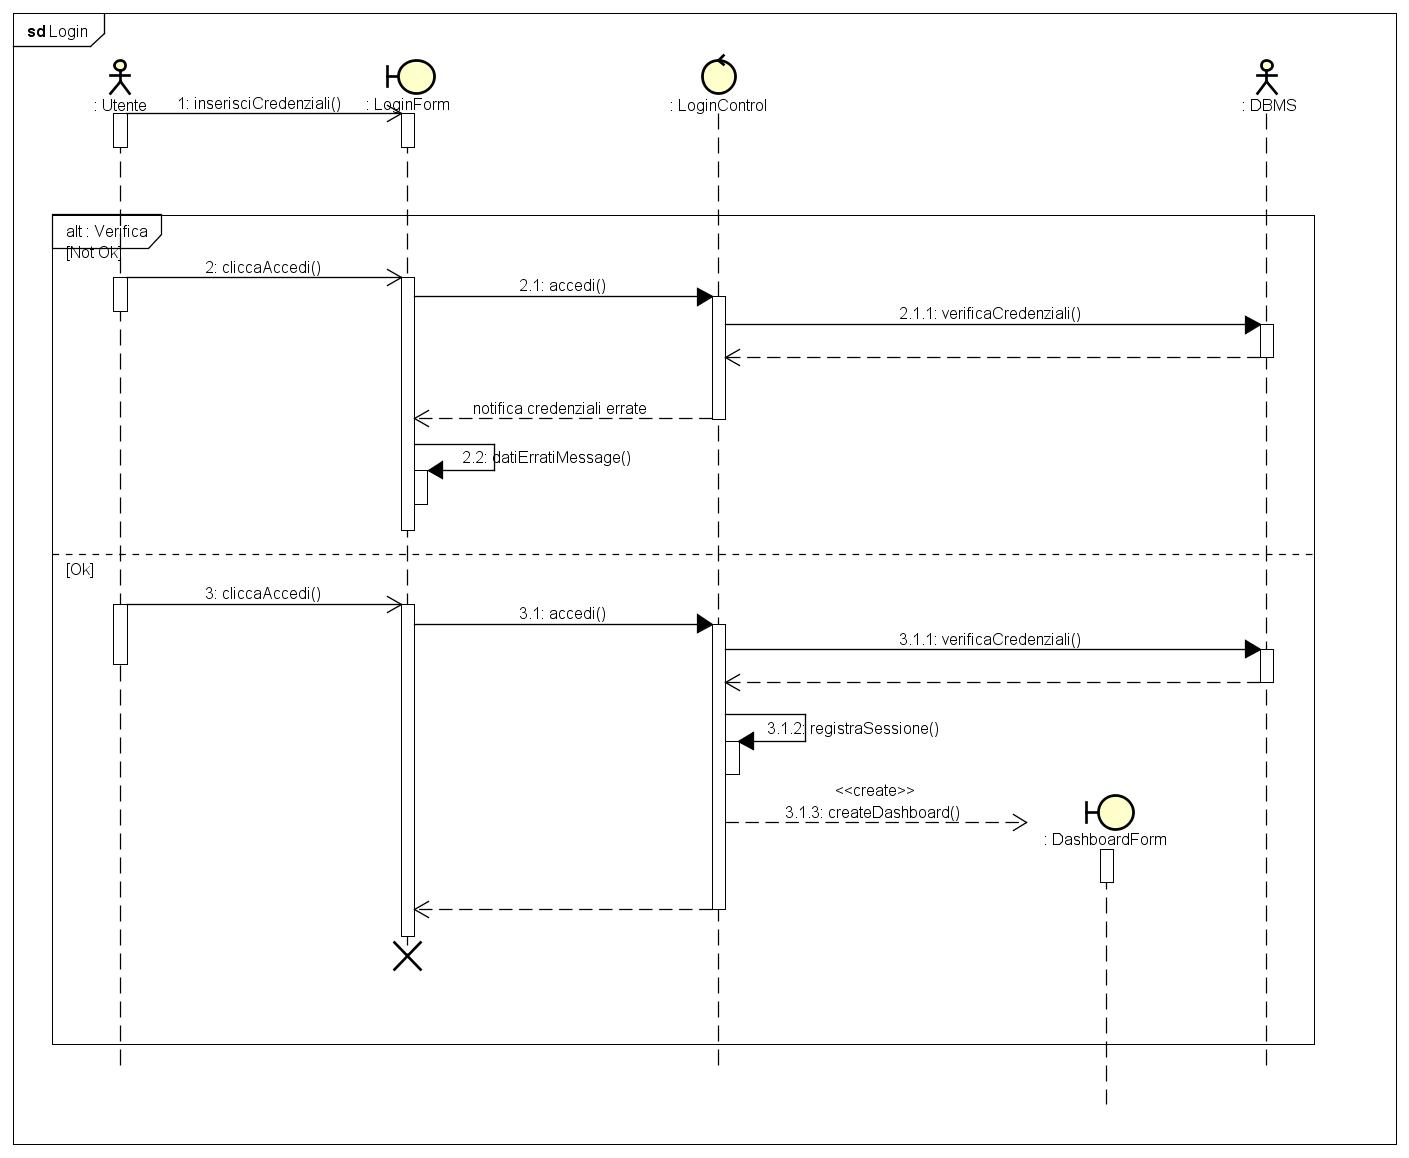 sd Login
: Utente
1: inserisciCredenziali()
: LoginForm
: LoginControl
: DBMS
alt : Verifica
[Not Ok]
2: cliccaAccedi()
2.1: accedi()
2.1.1: verificaCredenziali()
notifica credenziali errate
2.2: datiErratiMessage()
[Ok]
3: cliccaAccedi()
3.1: accedi()
3.1.1: verificaCredenziali()
3.1.2: registraSessione()
<<create>>
3.1.3: createDashboard()
: DashboardForm